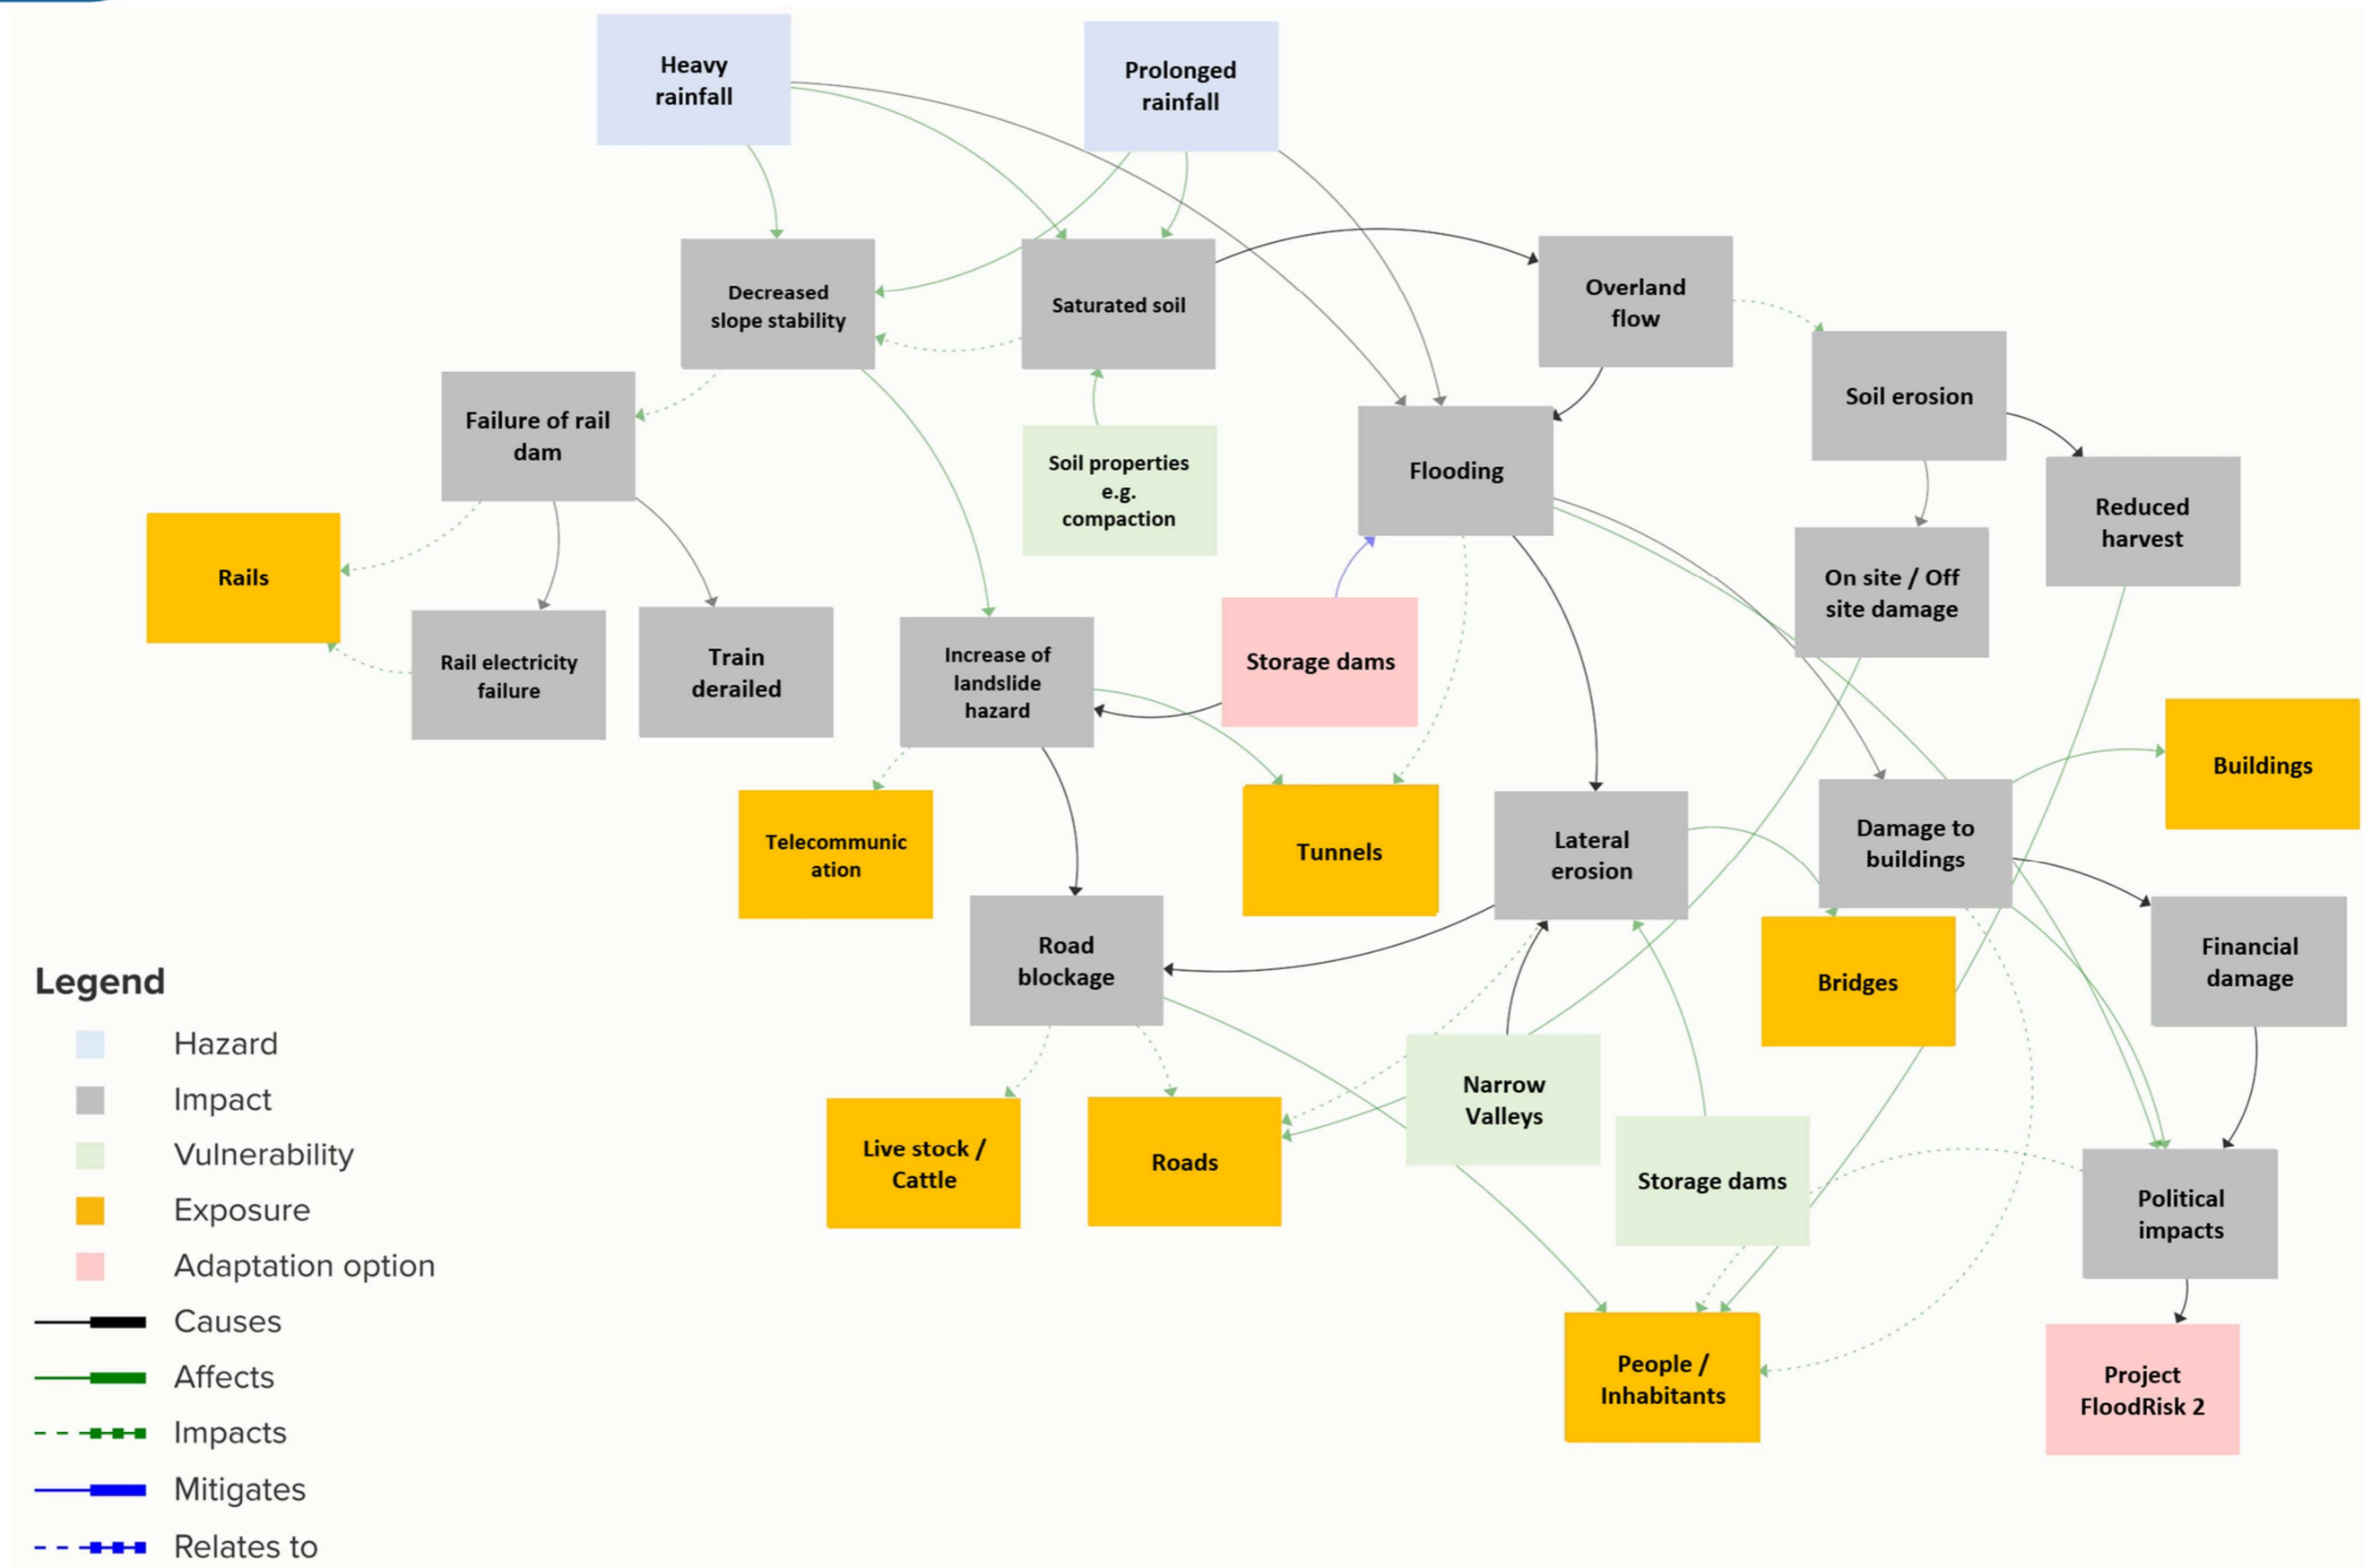 Heavy
rainfall
Prolonged
rainfall
Decreased
slope stability
Saturated soil
Overland
flow
Soil erosion
Failure of rail
dam
Soil properties
e.g.
compaction
Flooding
Reduced
harvest
Rails
On site / Off
site damage
Rail electricity
failure
Train
derailed
Increase of
landslide
hazard
Storage dams
Buildings
Telecommunic
ation
Tunnels
Lateral
erosion
Damage to
buildings
Road
blockage
Bridges
Financial
damage
Live stock /
Cattle
Roads
Narrow
Valleys
Storage dams
Political
impacts
People /
Inhabitants
Project
FloodRisk 2
Legend
Hazard
Impact
Vulnerability
Exposure
Adaptation option
Causes
Affects
Impacts
Mitigates
Relates to